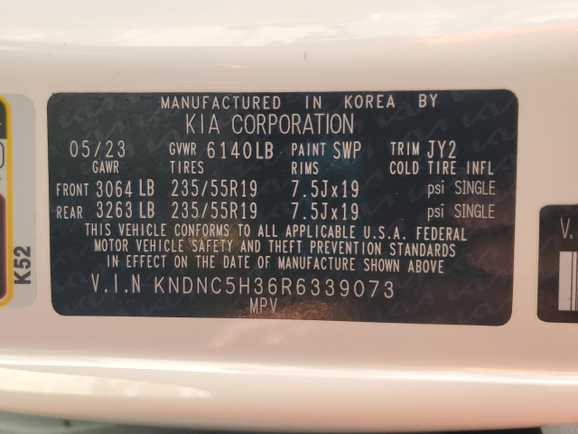 MANUFACTURED IN KOREA BY
KIA CORPORATION
05/23 GVWR 6140LB PAINT SWP TRIM JY2
GAWR TIRES RIMS COLD TIRE INFL
FRONT 3064 LB 235/55R19 7.5Jx19 psi SINGLE
REAR 3263 LB 235/55R19 7.5Jx19 psi SINGLE
THIS VEHICLE CONFORMS TO ALL APPLICABLE U.S.A. FEDERAL
MOTOR VEHICLE SAFETY AND THEFT PREVENTION STANDARDS
IN EFFECT ON THE DATE OF MANUFACTURE SHOWN ABOVE
V.I.N KNDNC5H36R6339073
MPV
K52
V.